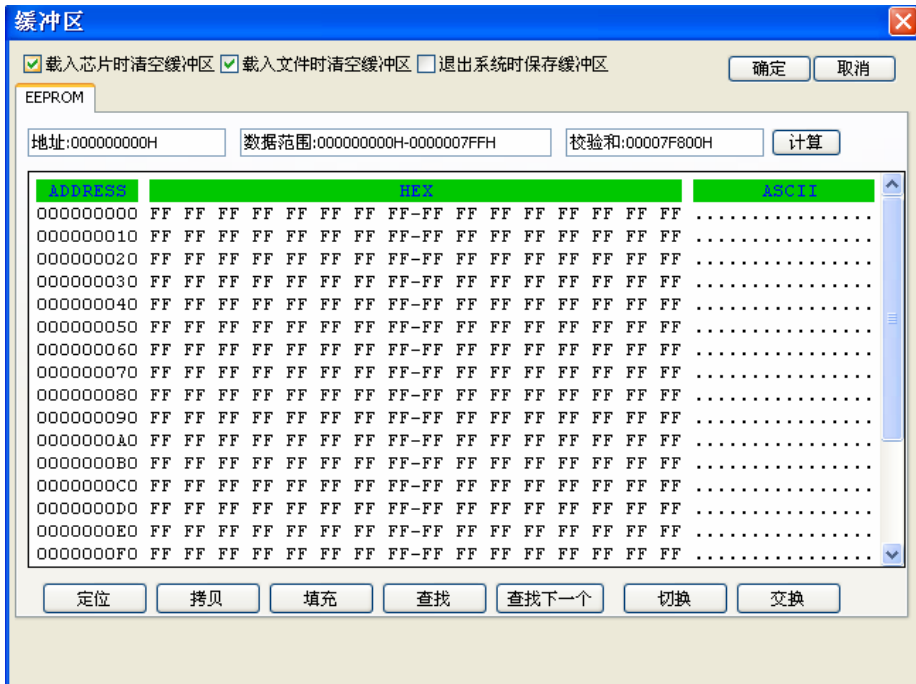 缓冲区
载入芯片时清空缓冲区 载入文件时清空缓冲区 退出系统时保存缓冲区 确定 取消
EEPROM
地址:000000000H 数据范围:000000000H-0000007FFH 校验和:00007F800H 计算
ADDRESS HEX ASCII
000000000 FF FF FF FF FF FF FF FF-FF FF FF FF FF FF FF FF ................
000000010 FF FF FF FF FF FF FF FF-FF FF FF FF FF FF FF FF ................
000000020 FF FF FF FF FF FF FF FF-FF FF FF FF FF FF FF FF ................
000000030 FF FF FF FF FF FF FF FF-FF FF FF FF FF FF FF FF ................
000000040 FF FF FF FF FF FF FF FF-FF FF FF FF FF FF FF FF ................
000000050 FF FF FF FF FF FF FF FF-FF FF FF FF FF FF FF FF ................
000000060 FF FF FF FF FF FF FF FF-FF FF FF FF FF FF FF FF ................
000000070 FF FF FF FF FF FF FF FF-FF FF FF FF FF FF FF FF ................
000000080 FF FF FF FF FF FF FF FF-FF FF FF FF FF FF FF FF ................
000000090 FF FF FF FF FF FF FF FF-FF FF FF FF FF FF FF FF ................
0000000A0 FF FF FF FF FF FF FF FF-FF FF FF FF FF FF FF FF ................
0000000B0 FF FF FF FF FF FF FF FF-FF FF FF FF FF FF FF FF ................
0000000C0 FF FF FF FF FF FF FF FF-FF FF FF FF FF FF FF FF ................
0000000D0 FF FF FF FF FF FF FF FF-FF FF FF FF FF FF FF FF ................
0000000E0 FF FF FF FF FF FF FF FF-FF FF FF FF FF FF FF FF ................
0000000F0 FF FF FF FF FF FF FF FF-FF FF FF FF FF FF FF FF ................
定位 拷贝 填充 查找 查找下一个 切换 交换